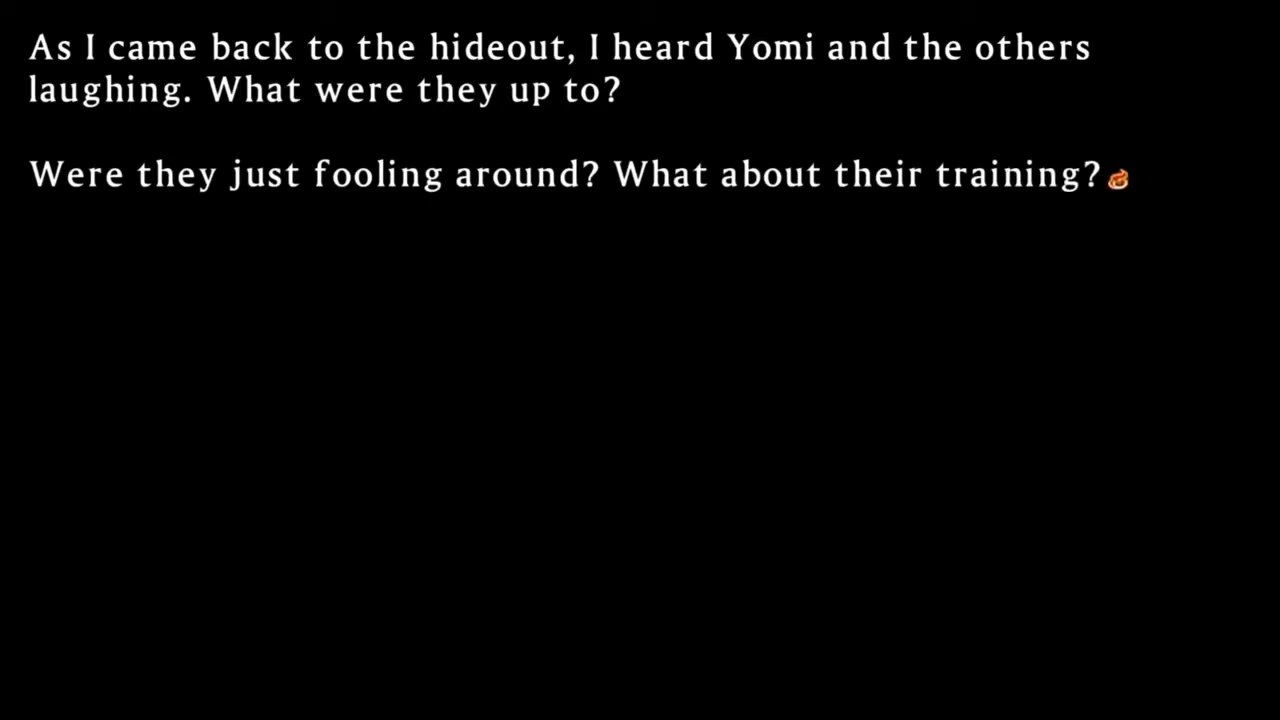 As I came back to the hideout, I heard Yomi and the others
laughing. What were they up to?
Were they just fooling around? What about their training?